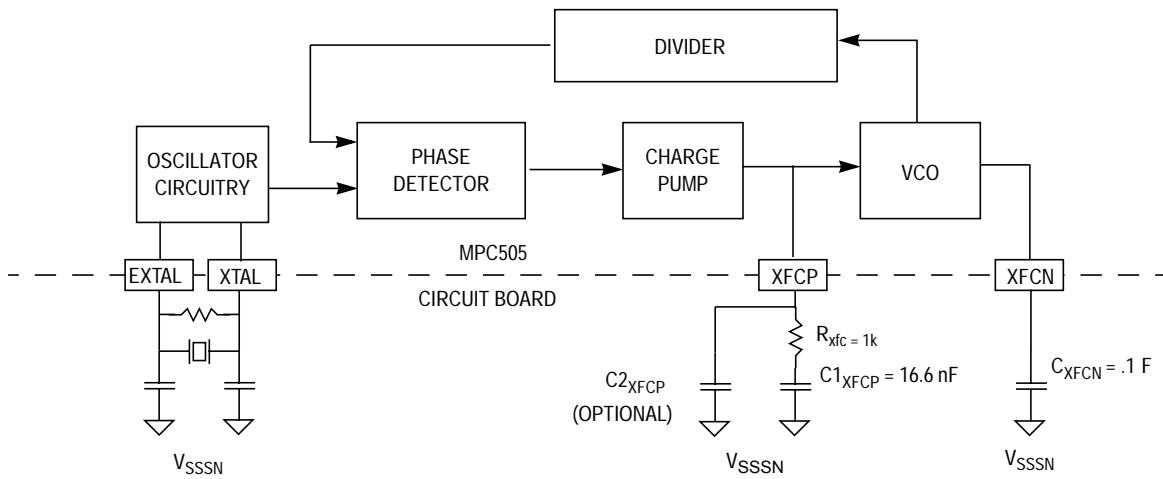 DIVIDER
OSCILLATOR
CIRCUITRY
PHASE
DETECTOR
CHARGE
PUMP
VCO
MPC505
EXTAL
XTAL
XFCP
XFCN
CIRCUIT BOARD
Rxfc = 1k
C2XFCP
(OPTIONAL)
C1XFCP = 16.6 nF
CXFCN = .1 F
VSSSN
VSSSN
VSSSN